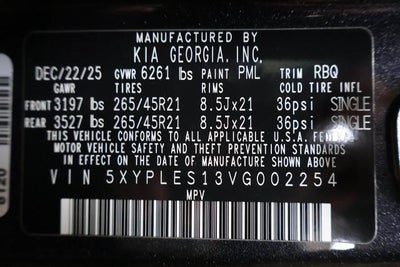 MANUFACTURED BY
KIA GEORGIA, INC.
DEC/22/25 GVWR 6261 lbs PAINT PML TRIM RBQ
GAWR TIRES RIMS COLD TIRE INFL
FRONT 3197 lbs 265/45R21 8.5Jx21 36psi SINGLE
REAR 3527 lbs 265/45R21 8.5Jx21 36psi SINGLE
THIS VEHICLE CONFORMS TO ALL APPLICABLE U.S.A. FEDERAL
MOTOR VEHICLE SAFETY AND THEFT PREVENTION STANDARDS
IN EFFECT ON THE DATE OF MANUFACTURE SHOWN ABOVE.
VIN 5XYPLES13VG002254
MPV